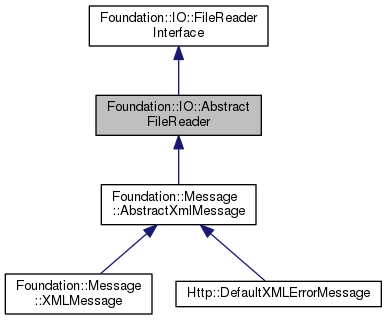 Foundation::IO::FileReader
Interface
Foundation::IO::Abstract
FileReader
Foundation::Message
::AbstractXmlMessage
Foundation::Message
::XMLMessage
Http::DefaultXMLErrorMessage